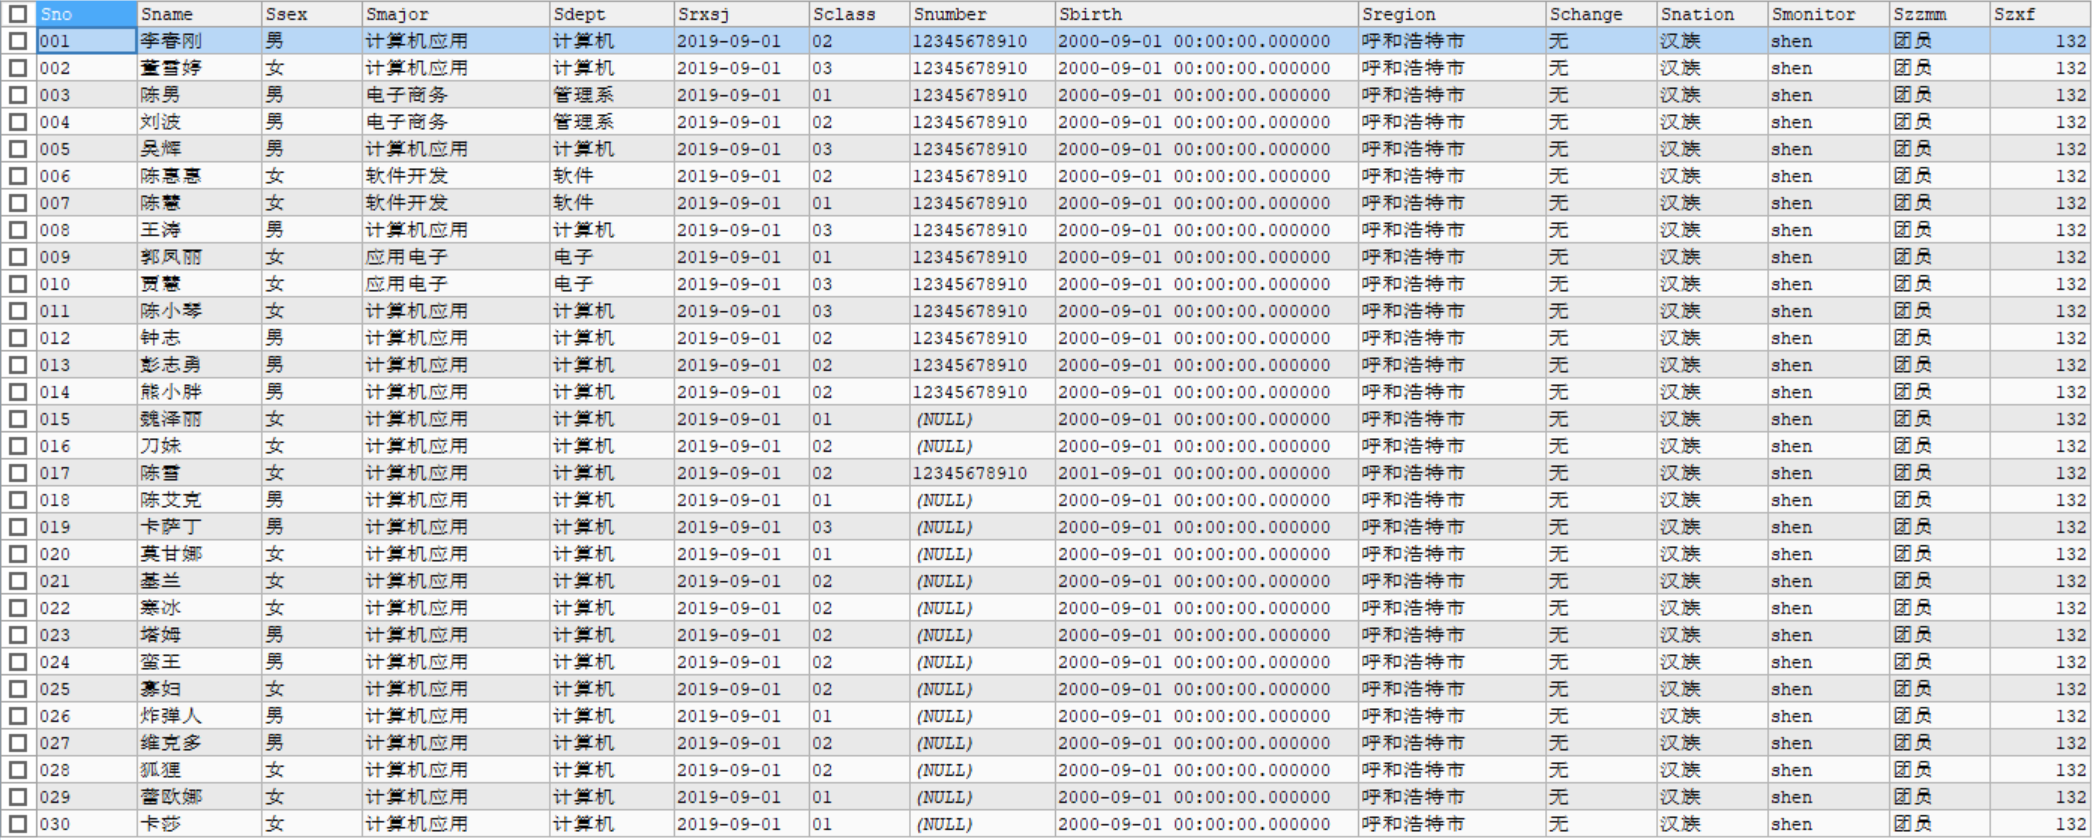 Sno Sname Ssex Smajor Sdept Srxsj Sclass Snumber Sbirth Sregion Schange Snation Smonitor Szzmm Szxf
001 李春刚 男 计算机应用 计算机 2019-09-01 02 12345678910 2000-09-01 00:00:00.000000 呼和浩特市 无 汉族 shen 团员 132
002 董雪婷 女 计算机应用 计算机 2019-09-01 03 12345678910 2000-09-01 00:00:00.000000 呼和浩特市 无 汉族 shen 团员 132
003 陈男 男 电子商务 管理系 2019-09-01 01 12345678910 2000-09-01 00:00:00.000000 呼和浩特市 无 汉族 shen 团员 132
004 刘波 男 电子商务 管理系 2019-09-01 02 12345678910 2000-09-01 00:00:00.000000 呼和浩特市 无 汉族 shen 团员 132
005 吴辉 男 计算机应用 计算机 2019-09-01 03 12345678910 2000-09-01 00:00:00.000000 呼和浩特市 无 汉族 shen 团员 132
006 陈惠惠 女 软件开发 软件 2019-09-01 02 12345678910 2000-09-01 00:00:00.000000 呼和浩特市 无 汉族 shen 团员 132
007 陈慧 女 软件开发 软件 2019-09-01 01 12345678910 2000-09-01 00:00:00.000000 呼和浩特市 无 汉族 shen 团员 132
008 王涛 男 计算机应用 计算机 2019-09-01 03 12345678910 2000-09-01 00:00:00.000000 呼和浩特市 无 汉族 shen 团员 132
009 郭凤丽 女 应用电子 电子 2019-09-01 01 12345678910 2000-09-01 00:00:00.000000 呼和浩特市 无 汉族 shen 团员 132
010 贾慧 女 应用电子 电子 2019-09-01 03 12345678910 2000-09-01 00:00:00.000000 呼和浩特市 无 汉族 shen 团员 132
011 陈小琴 女 计算机应用 计算机 2019-09-01 03 12345678910 2000-09-01 00:00:00.000000 呼和浩特市 无 汉族 shen 团员 132
012 钟志 男 计算机应用 计算机 2019-09-01 02 12345678910 2000-09-01 00:00:00.000000 呼和浩特市 无 汉族 shen 团员 132
013 彭志勇 男 计算机应用 计算机 2019-09-01 02 12345678910 2000-09-01 00:00:00.000000 呼和浩特市 无 汉族 shen 团员 132
014 熊小胖 男 计算机应用 计算机 2019-09-01 02 12345678910 2000-09-01 00:00:00.000000 呼和浩特市 无 汉族 shen 团员 132
015 魏泽丽 女 计算机应用 计算机 2019-09-01 01 (NULL) 2000-09-01 00:00:00.000000 呼和浩特市 无 汉族 shen 团员 132
016 刀妹 女 计算机应用 计算机 2019-09-01 02 (NULL) 2000-09-01 00:00:00.000000 呼和浩特市 无 汉族 shen 团员 132
017 陈雪 女 计算机应用 计算机 2019-09-01 02 12345678910 2001-09-01 00:00:00.000000 呼和浩特市 无 汉族 shen 团员 132
018 陈艾克 男 计算机应用 计算机 2019-09-01 01 (NULL) 2000-09-01 00:00:00.000000 呼和浩特市 无 汉族 shen 团员 132
019 卡萨丁 男 计算机应用 计算机 2019-09-01 03 (NULL) 2000-09-01 00:00:00.000000 呼和浩特市 无 汉族 shen 团员 132
020 莫甘娜 女 计算机应用 计算机 2019-09-01 01 (NULL) 2000-09-01 00:00:00.000000 呼和浩特市 无 汉族 shen 团员 132
021 基兰 女 计算机应用 计算机 2019-09-01 02 (NULL) 2000-09-01 00:00:00.000000 呼和浩特市 无 汉族 shen 团员 132
022 寒冰 女 计算机应用 计算机 2019-09-01 02 (NULL) 2000-09-01 00:00:00.000000 呼和浩特市 无 汉族 shen 团员 132
023 塔姆 男 计算机应用 计算机 2019-09-01 02 (NULL) 2000-09-01 00:00:00.000000 呼和浩特市 无 汉族 shen 团员 132
024 蛮王 男 计算机应用 计算机 2019-09-01 02 (NULL) 2000-09-01 00:00:00.000000 呼和浩特市 无 汉族 shen 团员 132
025 寡妇 女 计算机应用 计算机 2019-09-01 02 (NULL) 2000-09-01 00:00:00.000000 呼和浩特市 无 汉族 shen 团员 132
026 炸弹人 男 计算机应用 计算机 2019-09-01 01 (NULL) 2000-09-01 00:00:00.000000 呼和浩特市 无 汉族 shen 团员 132
027 维克多 男 计算机应用 计算机 2019-09-01 02 (NULL) 2000-09-01 00:00:00.000000 呼和浩特市 无 汉族 shen 团员 132
028 狐狸 女 计算机应用 计算机 2019-09-01 02 (NULL) 2000-09-01 00:00:00.000000 呼和浩特市 无 汉族 shen 团员 132
029 蕾欧娜 女 计算机应用 计算机 2019-09-01 01 (NULL) 2000-09-01 00:00:00.000000 呼和浩特市 无 汉族 shen 团员 132
030 卡莎 女 计算机应用 计算机 2019-09-01 01 (NULL) 2000-09-01 00:00:00.000000 呼和浩特市 无 汉族 shen 团员 132